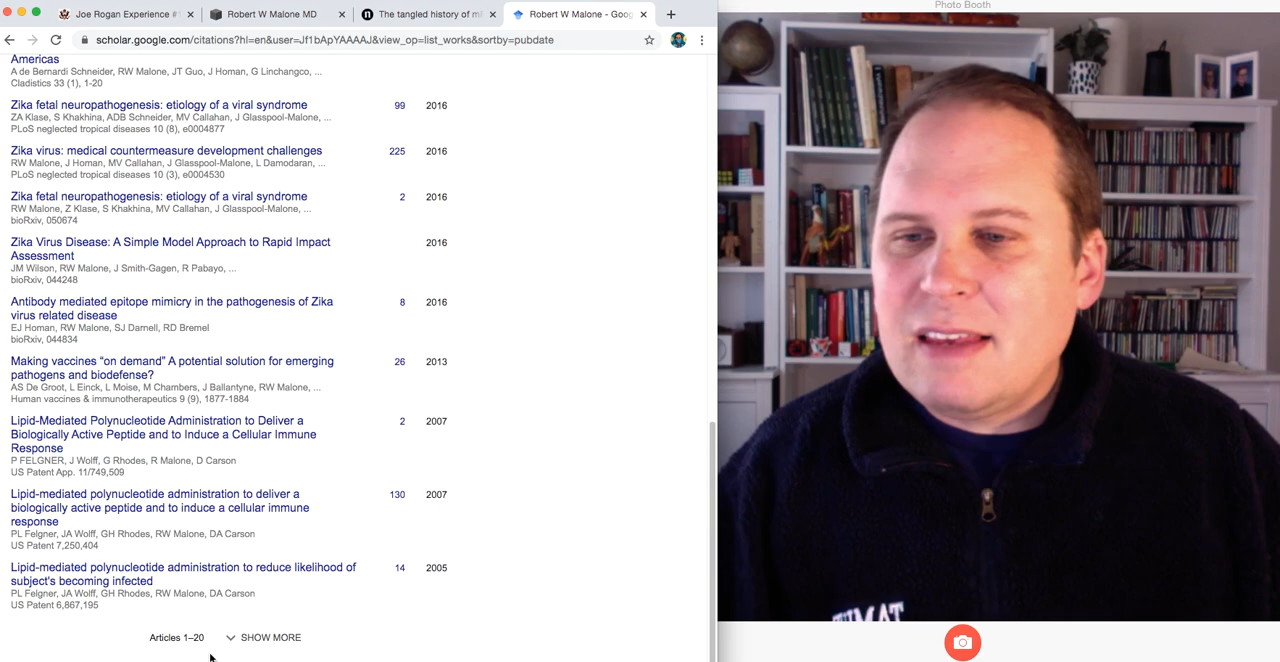 Joe Rogan Experience #
Robert W Malone MD
The tangled history of
Robert W Malone - Goog
Photo Booth
scholar.google.com/citations?hl=en&user=Jf1bApYAAAAJ&view_op=list_works&sortby=pubdate
Americas
A de Bernardi Schneider, RW Malone, JT Guo, J Homan, G Linchangco, ...
Cladistics 33 (1), 1-20
Zika fetal neuropathogenesis: etiology of a viral syndrome 99 2016
ZA Klase, S Khakhina, ADB Schneider, MV Callahan, J Glasspool-Malone, ...
PLoS neglected tropical diseases 10 (8), e0004877
Zika virus: medical countermeasure development challenges 225 2016
RW Malone, J Homan, MV Callahan, J Glasspool-Malone, L Damodaran, ...
PLoS neglected tropical diseases 10 (3), e0004530
Zika fetal neuropathogenesis: etiology of a viral syndrome 2 2016
RW Malone, Z Klase, S Khakhina, MV Callahan, J Glasspool-Malone, ...
bioRxiv, 050674
Zika Virus Disease: A Simple Model Approach to Rapid Impact 2016
Assessment
JM Wilson, RW Malone, J Smith-Gagen, R Pabayo, ...
bioRxiv, 044248
Antibody mediated epitope mimicry in the pathogenesis of Zika 8 2016
virus related disease
EJ Homan, RW Malone, SJ Darnell, RD Bremel
bioRxiv, 044834
Making vaccines “on demand” A potential solution for emerging 26 2013
pathogens and biodefense?
AS De Groot, L Einck, L Moise, M Chambers, J Ballantyne, RW Malone, ...
Human vaccines & immunotherapeutics 9 (9), 1877-1884
Lipid-Mediated Polynucleotide Administration to Deliver a 2 2007
Biologically Active Peptide and to Induce a Cellular Immune
Response
P FELGNER, J Wolff, G Rhodes, R Malone, D Carson
US Patent App. 11/749,509
Lipid-mediated polynucleotide administration to deliver a 130 2007
biologically active peptide and to induce a cellular immune
response
PL Felgner, JA Wolff, GH Rhodes, RW Malone, DA Carson
US Patent 7,250,404
Lipid-mediated polynucleotide administration to reduce likelihood of 14 2005
subject's becoming infected
PL Felgner, JA Wolff, GH Rhodes, RW Malone, DA Carson
US Patent 6,867,195
Articles 1–20 SHOW MORE